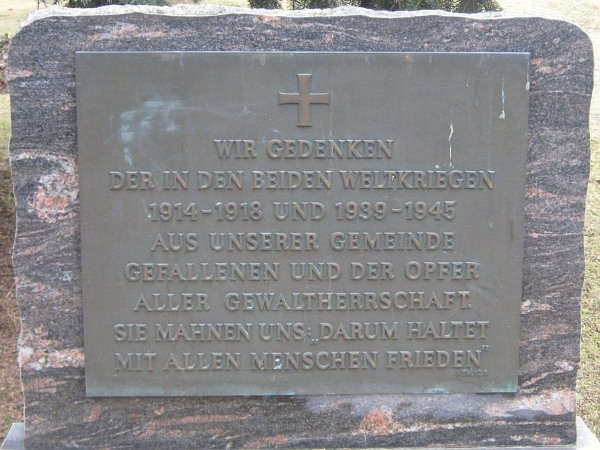 WIR GEDENKEN
DER IN DEN BEIDEN WELTKRIEGEN
1914-1918 UND 1939-1945
AUS UNSERER GEMEINDE
GEFALLENEN UND DER OPFER
ALLER GEWALTHERRSCHAFT.
SIE MAHNEN UNS: „DARUM HALTET
MIT ALLEN MENSCHEN FRIEDEN"